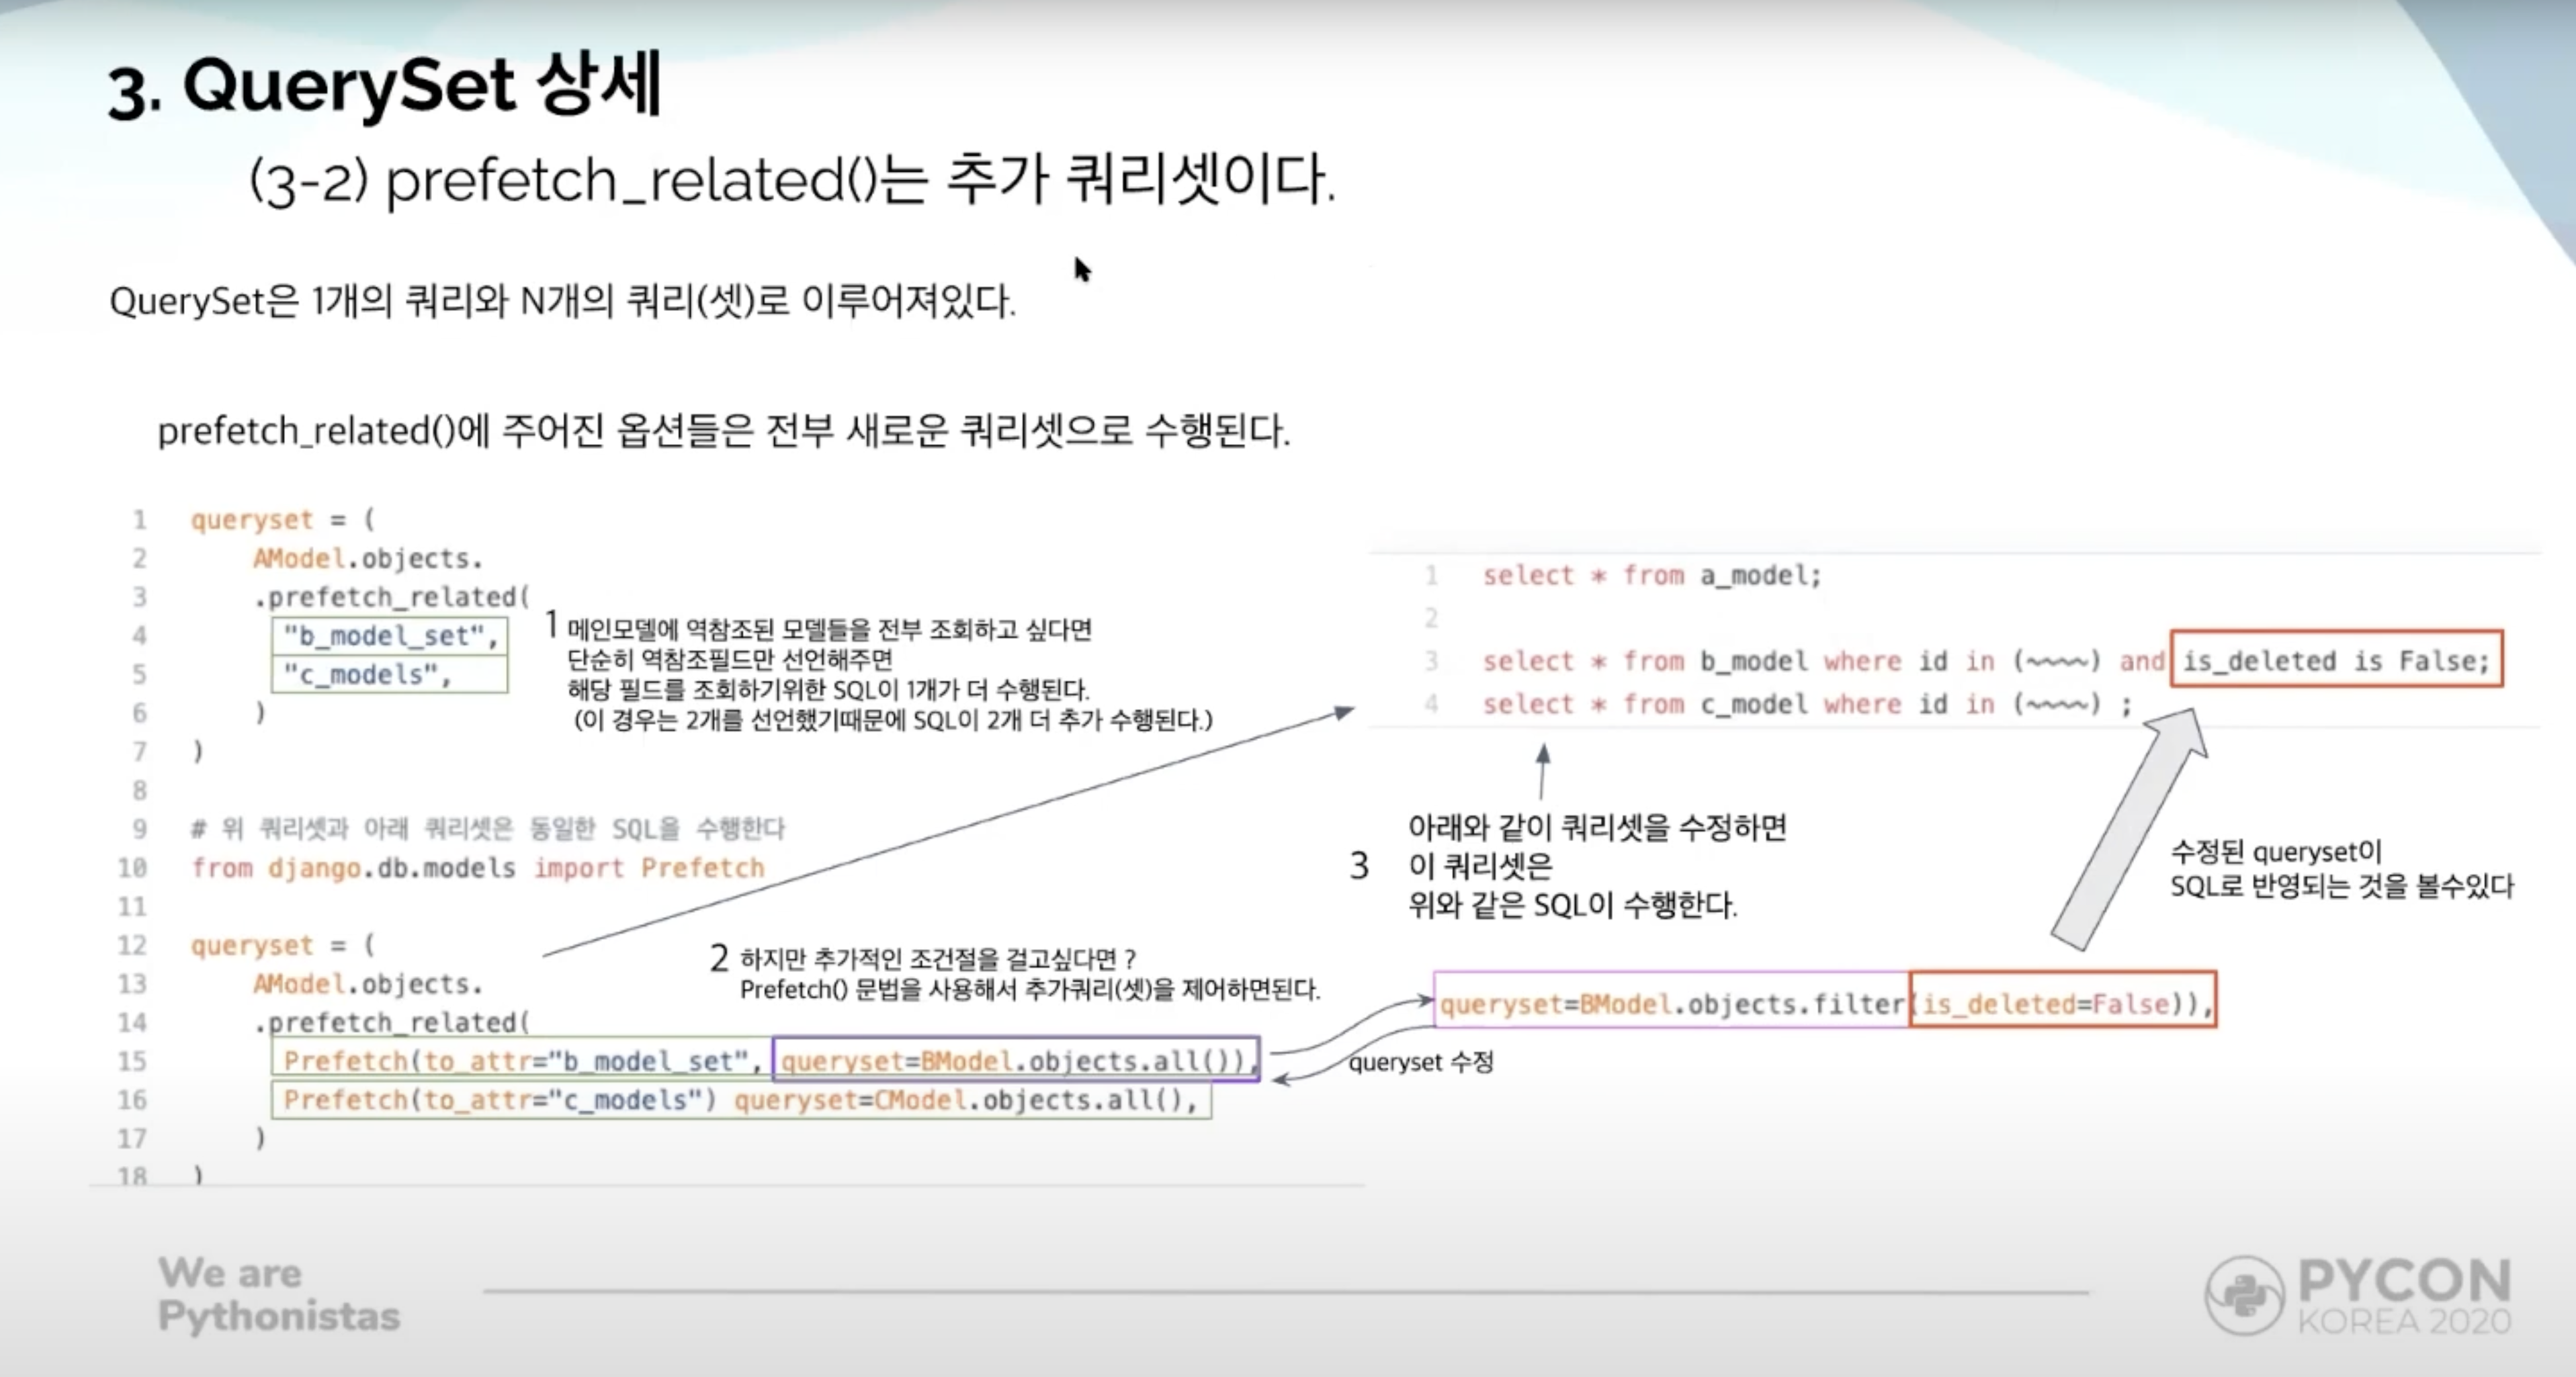 3. QuerySet 상세
(3-2) prefetch_related()는 추가 쿼리셋이다.
QuerySet은 1개의 쿼리와 N개의 쿼리(셋)로 이루어져있다.
prefetch_related()에 주어진 옵션들은 전부 새로운 쿼리셋으로 수행된다.
1 queryset = (
2 AModel.objects.
3 .prefetch_related(
4 "b_model_set",
5 "c_models",
6 )
7 )
8
9 # 위 쿼리셋과 아래 쿼리셋은 동일한 SQL을 수행한다
10 from django.db.models import Prefetch
11
12 queryset = (
13 AModel.objects.
14 .prefetch_related(
15 Prefetch(to_attr="b_model_set", queryset=BModel.objects.all()),
16 Prefetch(to_attr="c_models") queryset=CModel.objects.all(),
17 )
18 )
1 메인모델에 역참조된 모델들을 전부 조회하고 싶다면
단순히 역참조필드만 선언해주면
해당 필드를 조회하기위한 SQL이 1개가 더 수행된다.
(이 경우는 2개를 선언했기때문에 SQL이 2개 더 추가 수행된다.)
2 하지만 추가적인 조건절을 걸고싶다면 ?
Prefetch() 문법을 사용해서 추가쿼리(셋)을 제어하면된다.
1 select * from a_model;
2
3 select * from b_model where id in (~~~~) and is_deleted is False;
4 select * from c_model where id in (~~~~) ;
3 아래와 같이 쿼리셋을 수정하면
이 쿼리셋은
위와 같은 SQL이 수행한다.
수정된 queryset이
SQL로 반영되는 것을 볼수있다
queryset=BModel.objects.filter(is_deleted=False)),
queryset 수정
We are
Pythonistas
PYCON
KOREA 2020